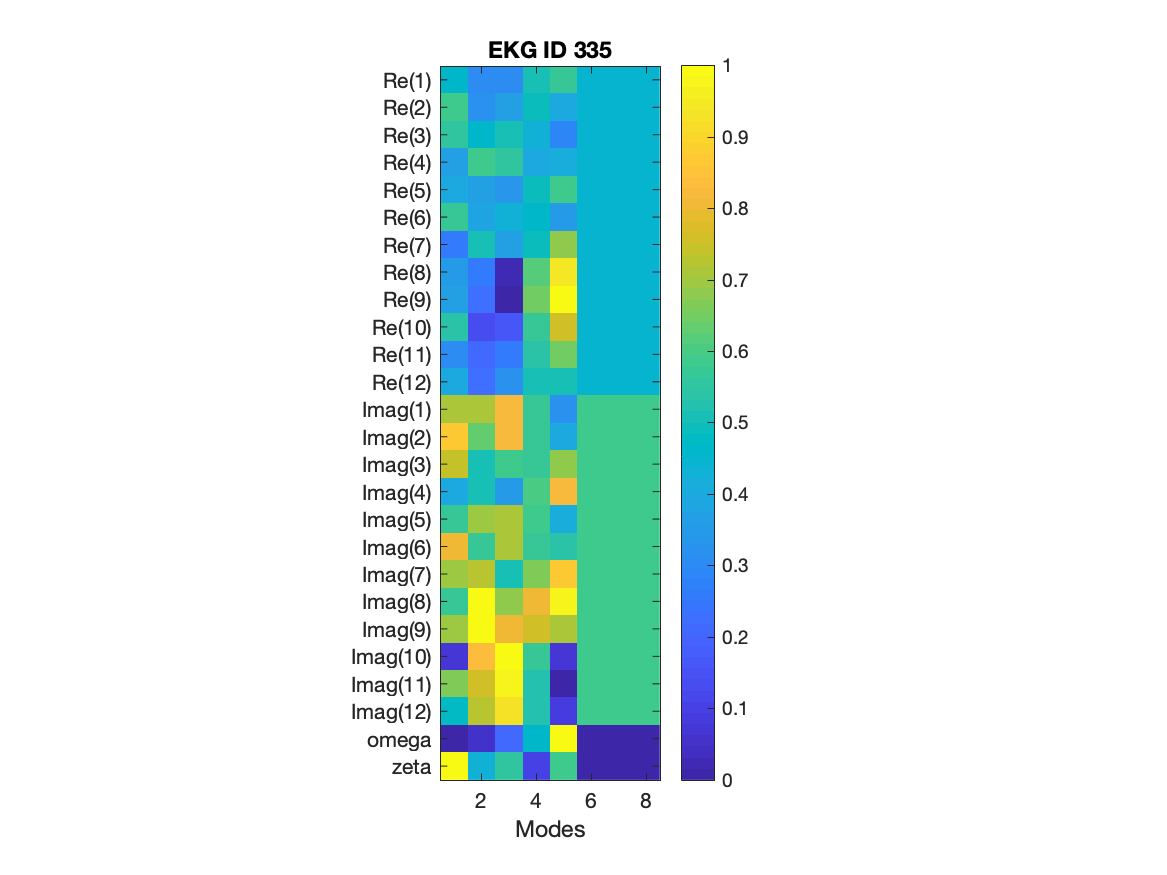 EKG ID 335
Re(1)
Re(2)
Re(3)
Re(4)
Re(5)
Re(6)
Re(7)
Re(8)
Re(9)
Re(10)
Re(11)
Re(12)
Imag(1)
Imag(2)
Imag(3)
Imag(4)
Imag(5)
Imag(6)
Imag(7)
Imag(8)
Imag(9)
Imag(10)
Imag(11)
Imag(12)
omega
zeta
2 4 6 8
Modes
1
0.9
0.8
0.7
0.6
0.5
0.4
0.3
0.2
0.1
0